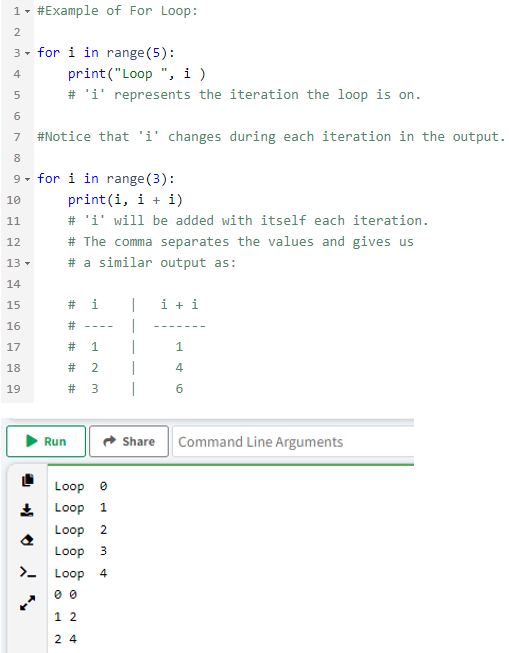 1 #Example of For Loop:
2
3 for i in range(5):
4     print("Loop ", i )
5     # 'i' represents the iteration the loop is on.
6
7 #Notice that 'i' changes during each iteration in the output.
8
9 for i in range(3):
10     print(i, i + i)
11     # 'i' will be added with itself each iteration.
12     # The comma separates the values and gives us
13     # a similar output as:
14
15     #  i    |   i + i
16     # ----  |  -------
17     #  1    |     1
18     #  2    |     4
19     #  3    |     6
Run Share Command Line Arguments
Loop  0
Loop  1
Loop  2
Loop  3
Loop  4
0 0
1 2
2 4